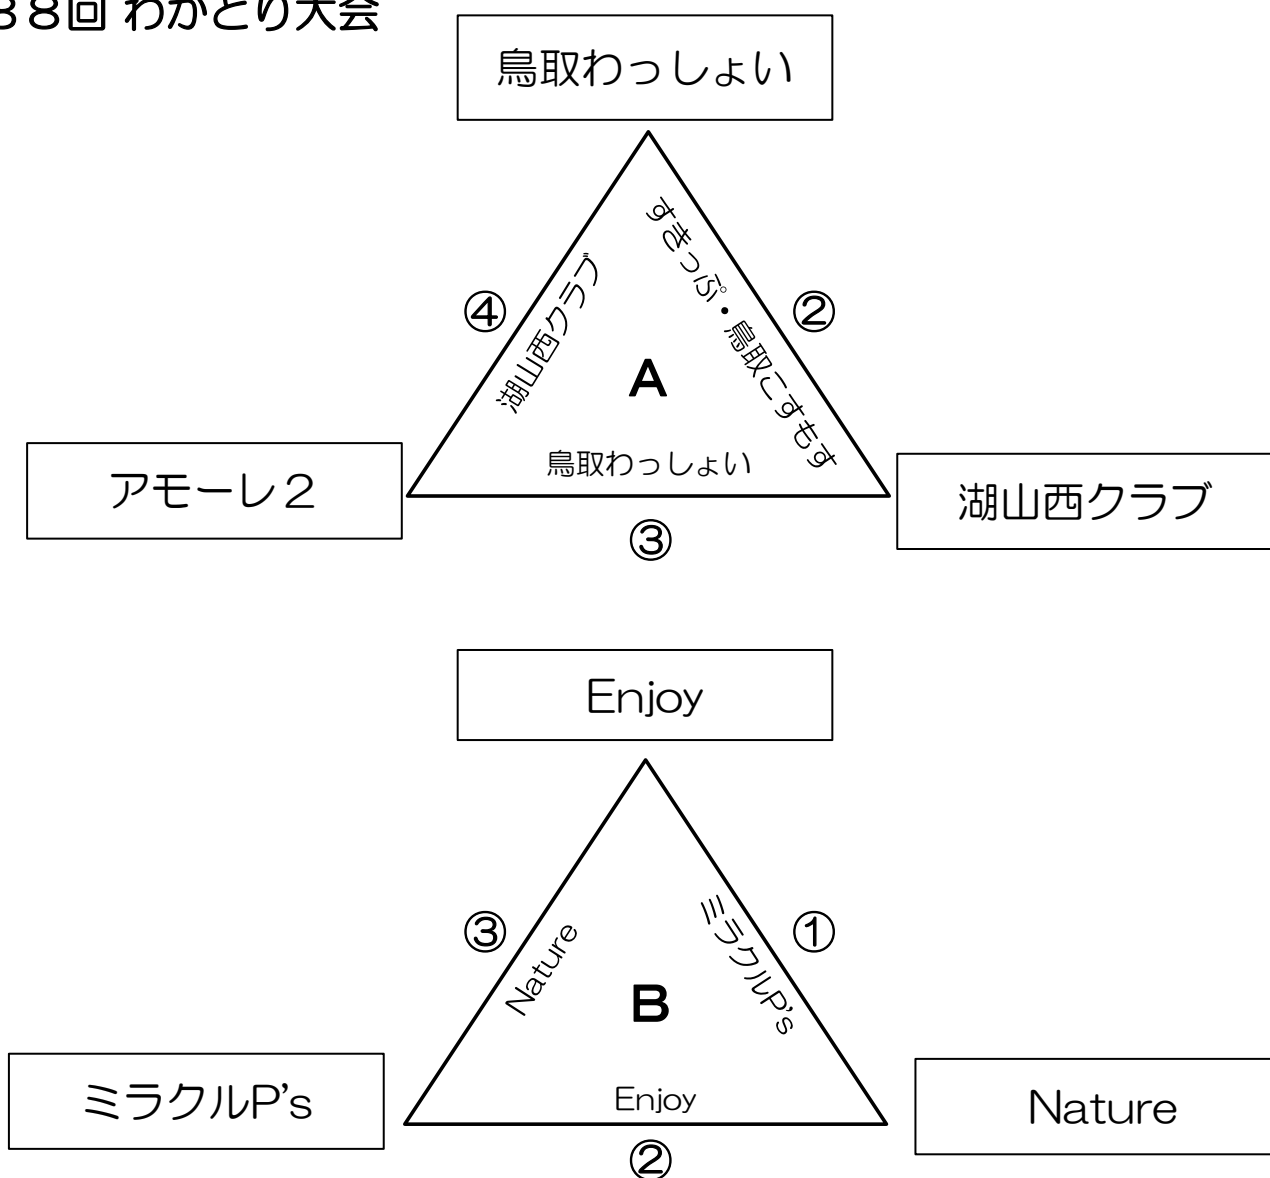 38回 わかとり大会
鳥取わっしょい
すきっぷ・鳥取こすもす
湖山西クラブ
④
②
A
鳥取わっしょい
アモーレ2
湖山西クラブ
③
Enjoy
③
Nature
ミラクルP's
①
B
Enjoy
ミラクルP's
Nature
②